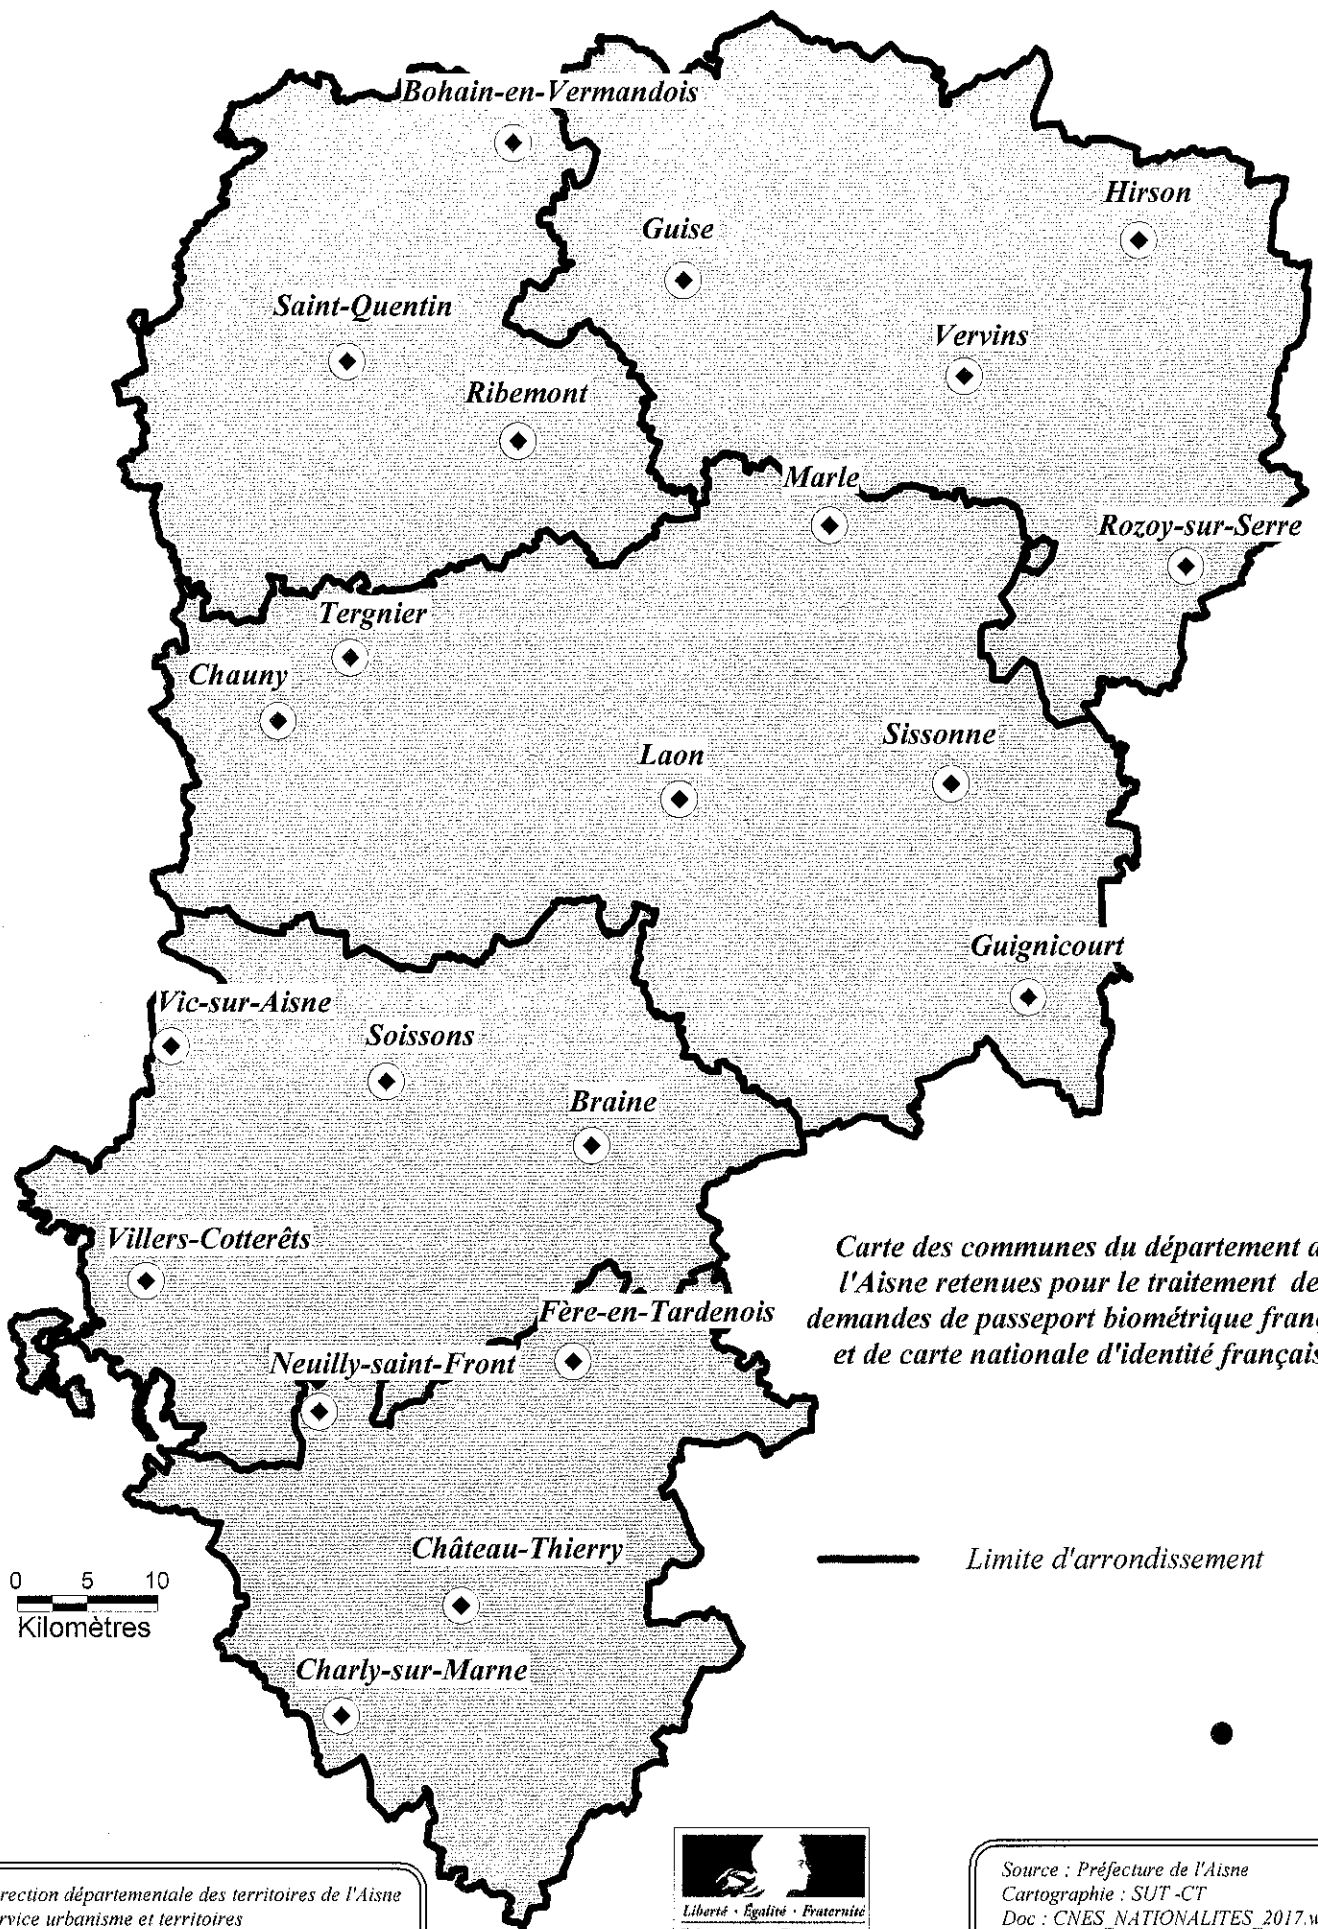 Bohain-en-Vermandois
Hirson
Guise
Saint-Quentin
Vervins
Ribemont
Marle
Rozoy-sur-Serre
Tergnier
Chauny
Sissonne
Laon
Guignicourt
Vic-sur-Aisne
Soissons
Braine
Villers-Cotterêts
Fère-en-Tardenois
Neuilly-saint-Front
Carte des communes du département d
l'Aisne retenues pour le traitement de
demandes de passeport biométrique franç
et de carte nationale d'identité français
Château-Thierry
Limite d'arrondissement
0 5 10
Kilomètres
Charly-sur-Marne
rection départementale des territoires de l'Aisne
ervice urbanisme et territoires
Liberté • Égalité • Fraternité
Source : Préfecture de l'Aisne
Cartographie : SUT -CT
Doc : CNES_NATIONALITES_2017.w